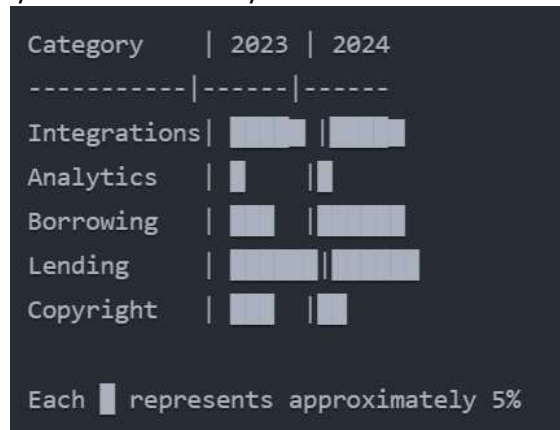 Category | 2023 | 2024
-----------|------|------
Integrations| ████▆ |████▆
Analytics | █ |█
Borrowing | ███ |██████
Lending | ██████|██████
Copyright | ███ |██
Each █ represents approximately 5%